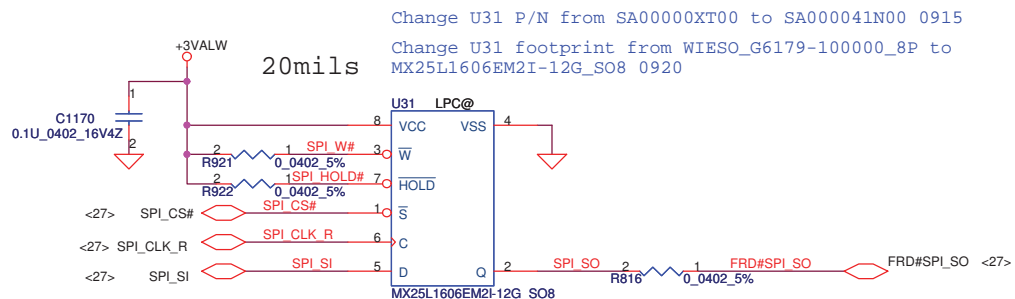 Change U31 P/N from SA00000XT00 to SA000041N00 0915
Change U31 footprint from WIESO_G6179-100000_8P to
MX25L1606EM2I-12G_SO8 0920
+3VALW
20mils
C1170
0.1U_0402_16V4Z
1
2
U31 LPC@
8 VCC VSS 4
R921 2 1 0_0402_5% SPI_W# 3 W
R922 2 1 0_0402_5% SPI_HOLD# 7 HOLD
<27> SPI_CS# SPI_CS# 1 S
<27> SPI_CLK_R SPI_CLK_R 6 C
<27> SPI_SI SPI_SI 5 D Q 2 SPI_SO 2 1 FRD#SPI_SO FRD#SPI_SO <27>
R816 0_0402_5%
MX25L1606EM2I-12G_SO8